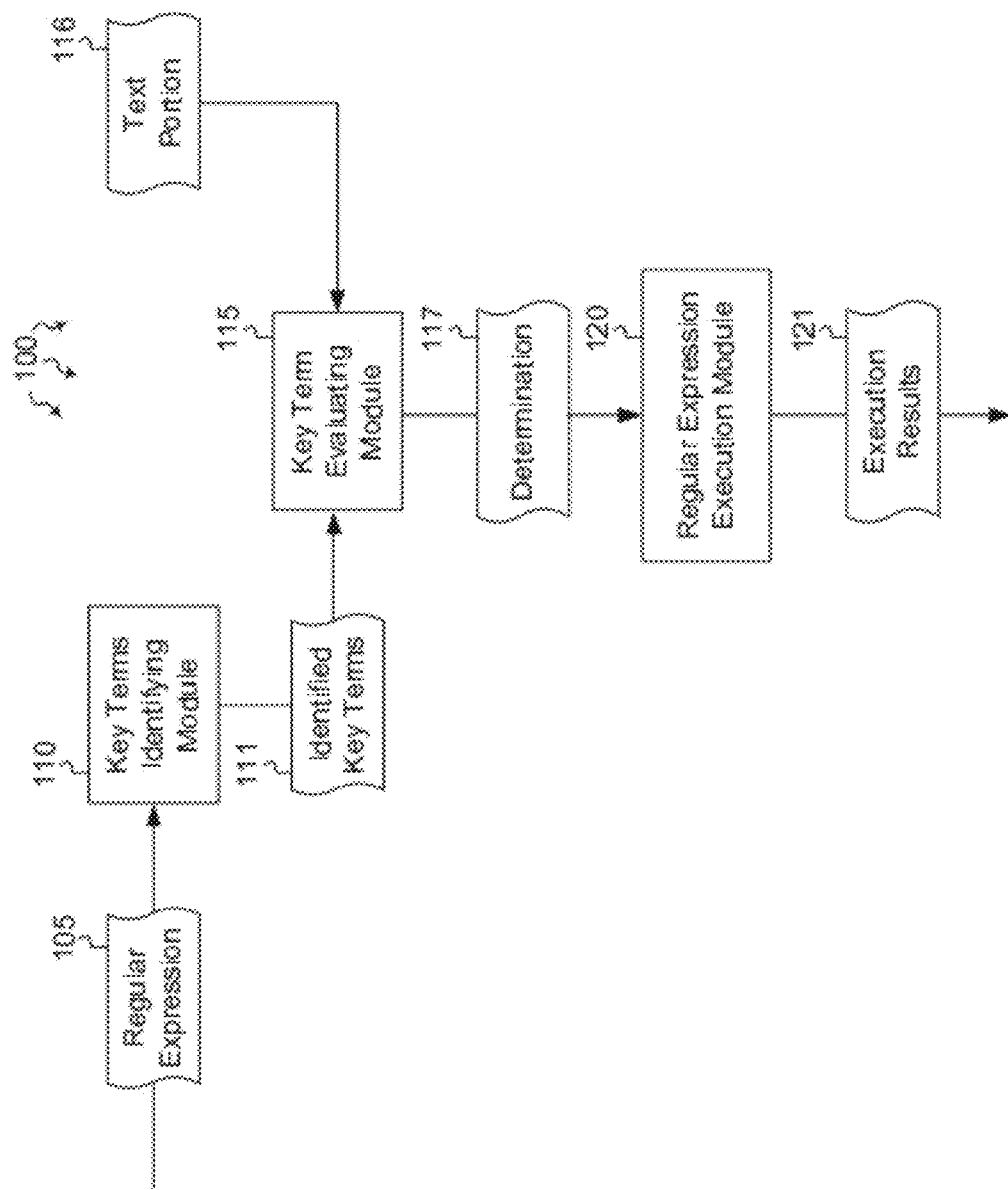 100
105
Regular
Expression
110
Key Terms
Identifying
Module
111
Identified
Key Terms
115
Key Term
Evaluating
Module
116
Text
Portion
117
Determination
120
Regular Expression
Execution Module
121
Execution
Results